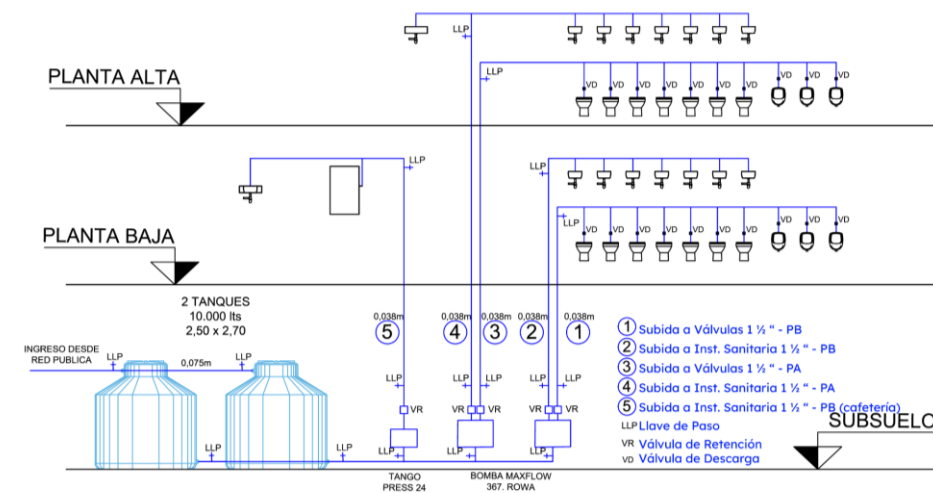 LLP
LLP
PLANTA ALTA
VD VD VD VD VD VD VD VD VD VD
LLP
LLP
VD VD VD VD VD VD VD VD VD VD
LLP
PLANTA BAJA
2 TANQUES
10.000 lts
2,50 x 2,70
0,038m 0,038m 0,038m 0,038m
5 4 3 2 1
1 Subida a Válvulas 1 ½ “ - PB
2 Subida a Inst. Sanitaria 1 ½ “ - PB
3 Subida a Válvulas 1 ½ “ - PA
4 Subida a Inst. Sanitaria 1 ½ “ - PA
5 Subida a Inst. Sanitaria 1 ½ “ - PB (cafetería)
LLP Llave de Paso
VR Válvula de Retención
VD Válvula de Descarga
SUBSUELO
INGRESO DESDE
RED PUBLICA
LLP 0,075m LLP
LLP LLP LLP LLP LLP
VR VR VR VR VR
LLP LLP LLP LLP LLP
TANGO
PRESS 24
BOMBA MAXFLOW
367. ROWA